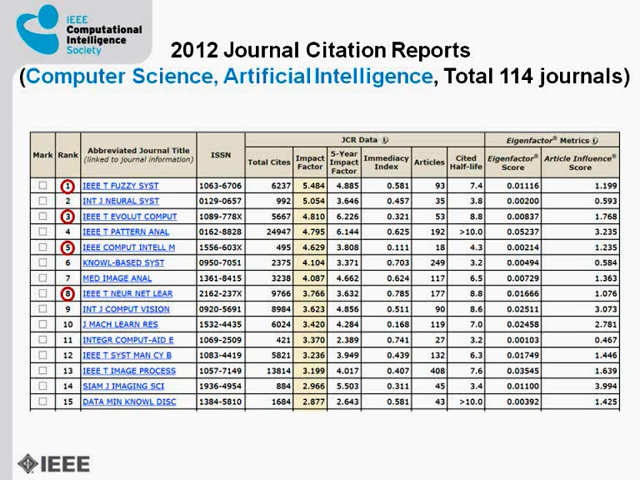 IEEE
Computational
Intelligence
Society
2012 Journal Citation Reports
(Computer Science, Artificial Intelligence, Total 114 journals)
Mark Rank Abbreviated Journal Title (linked to journal information) ISSN JCR Data Eigenfactor® Metrics
Total Cites Impact Factor 5-Year Impact Factor Immediacy Index Articles Cited Half-life Eigenfactor® Score Article Influence® Score
1 IEEE T FUZZY SYST 1063-6706 6237 5.484 4.885 0.581 93 7.4 0.01116 1.199
2 INT J NEURAL SYST 0129-0657 992 5.054 3.646 0.457 35 3.8 0.00200 0.593
3 IEEE T EVOLUT COMPUT 1089-778X 5667 4.810 6.226 0.321 53 8.8 0.00837 1.768
4 IEEE T PATTERN ANAL 0162-8828 24947 4.795 6.144 0.625 192 >10.0 0.05237 3.235
5 IEEE COMPUT INTELL M 1556-603X 495 4.629 3.808 0.111 18 4.3 0.00214 1.235
6 KNOWL-BASED SYST 0950-7051 2375 4.104 3.371 0.703 249 3.2 0.00494 0.584
7 MED IMAGE ANAL 1361-8415 3238 4.087 4.662 0.624 117 6.5 0.00729 1.363
8 IEEE T NEUR NET LEAR 2162-237X 9766 3.766 3.632 0.785 177 8.8 0.01666 1.076
9 INT J COMPUT VISION 0920-5691 8984 3.623 4.856 0.511 90 8.6 0.02511 3.073
10 J MACH LEARN RES 1532-4435 6024 3.420 4.284 0.168 119 7.0 0.02458 2.781
11 INTEGR COMPUT-AID E 1069-2509 421 3.370 2.389 0.741 27 3.2 0.00103 0.467
12 IEEE T SYST MAN CY B 1083-4419 5821 3.236 3.949 0.439 132 6.3 0.01749 1.446
13 IEEE T IMAGE PROCESS 1057-7149 13814 3.199 4.017 0.407 408 7.6 0.03545 1.639
14 SIAM J IMAGING SCI 1936-4954 884 2.966 5.503 0.311 45 3.4 0.01100 3.994
15 DATA MIN KNOWL DISC 1384-5810 1684 2.877 2.643 0.581 43 >10.0 0.00392 1.425
IEEE